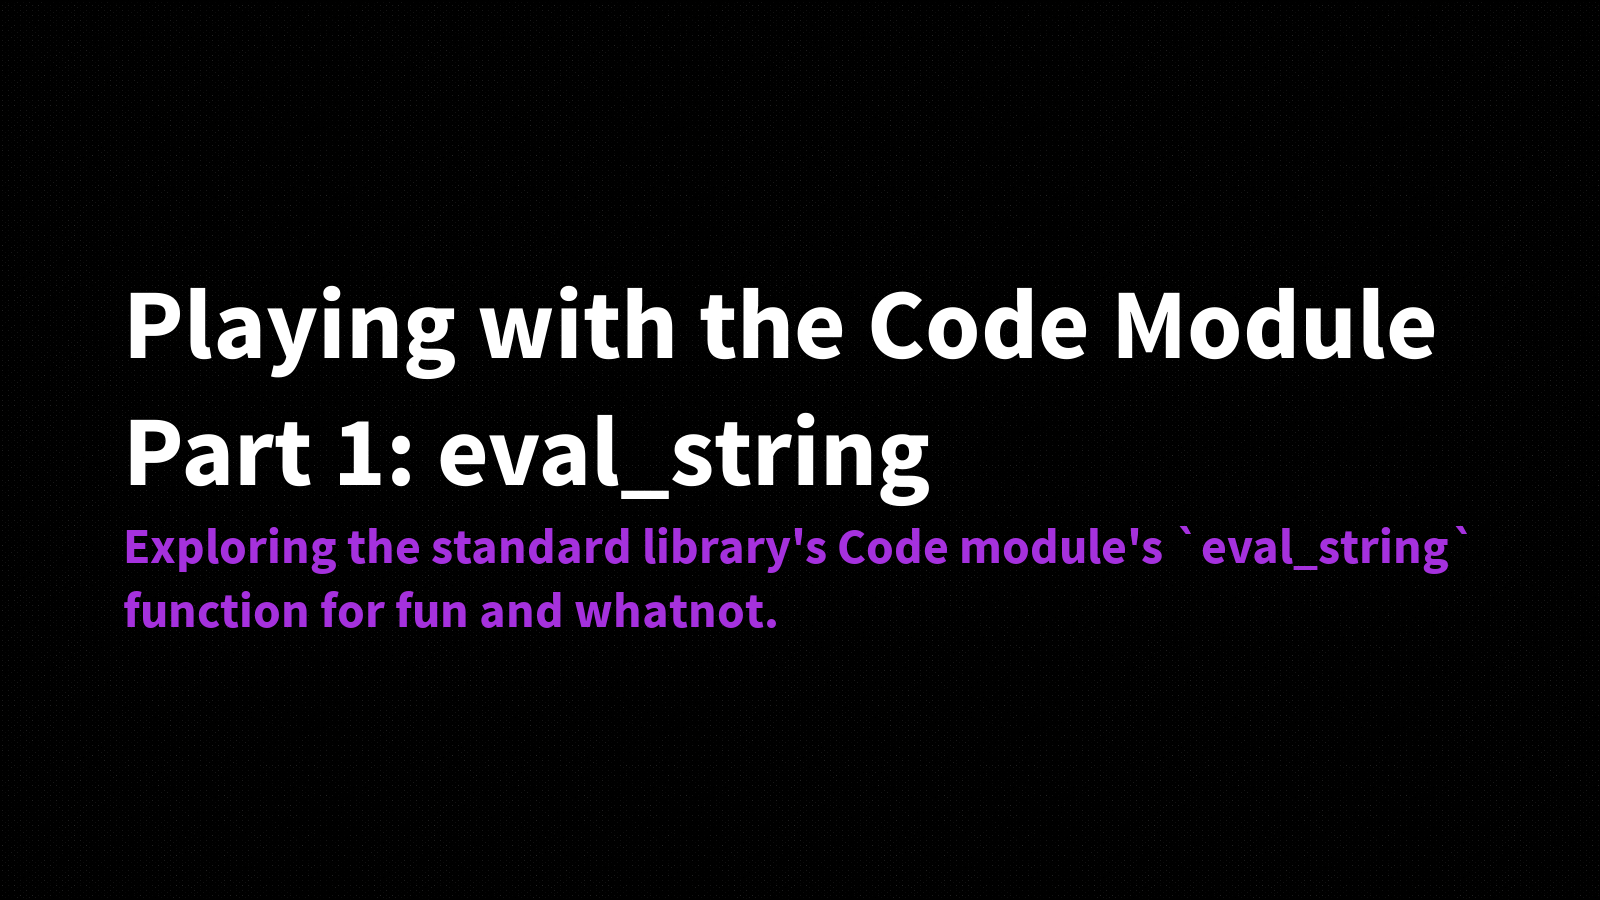 Playing with the Code Module
Part 1: eval_string
Exploring the standard library's Code module's `eval_string`
function for fun and whatnot.